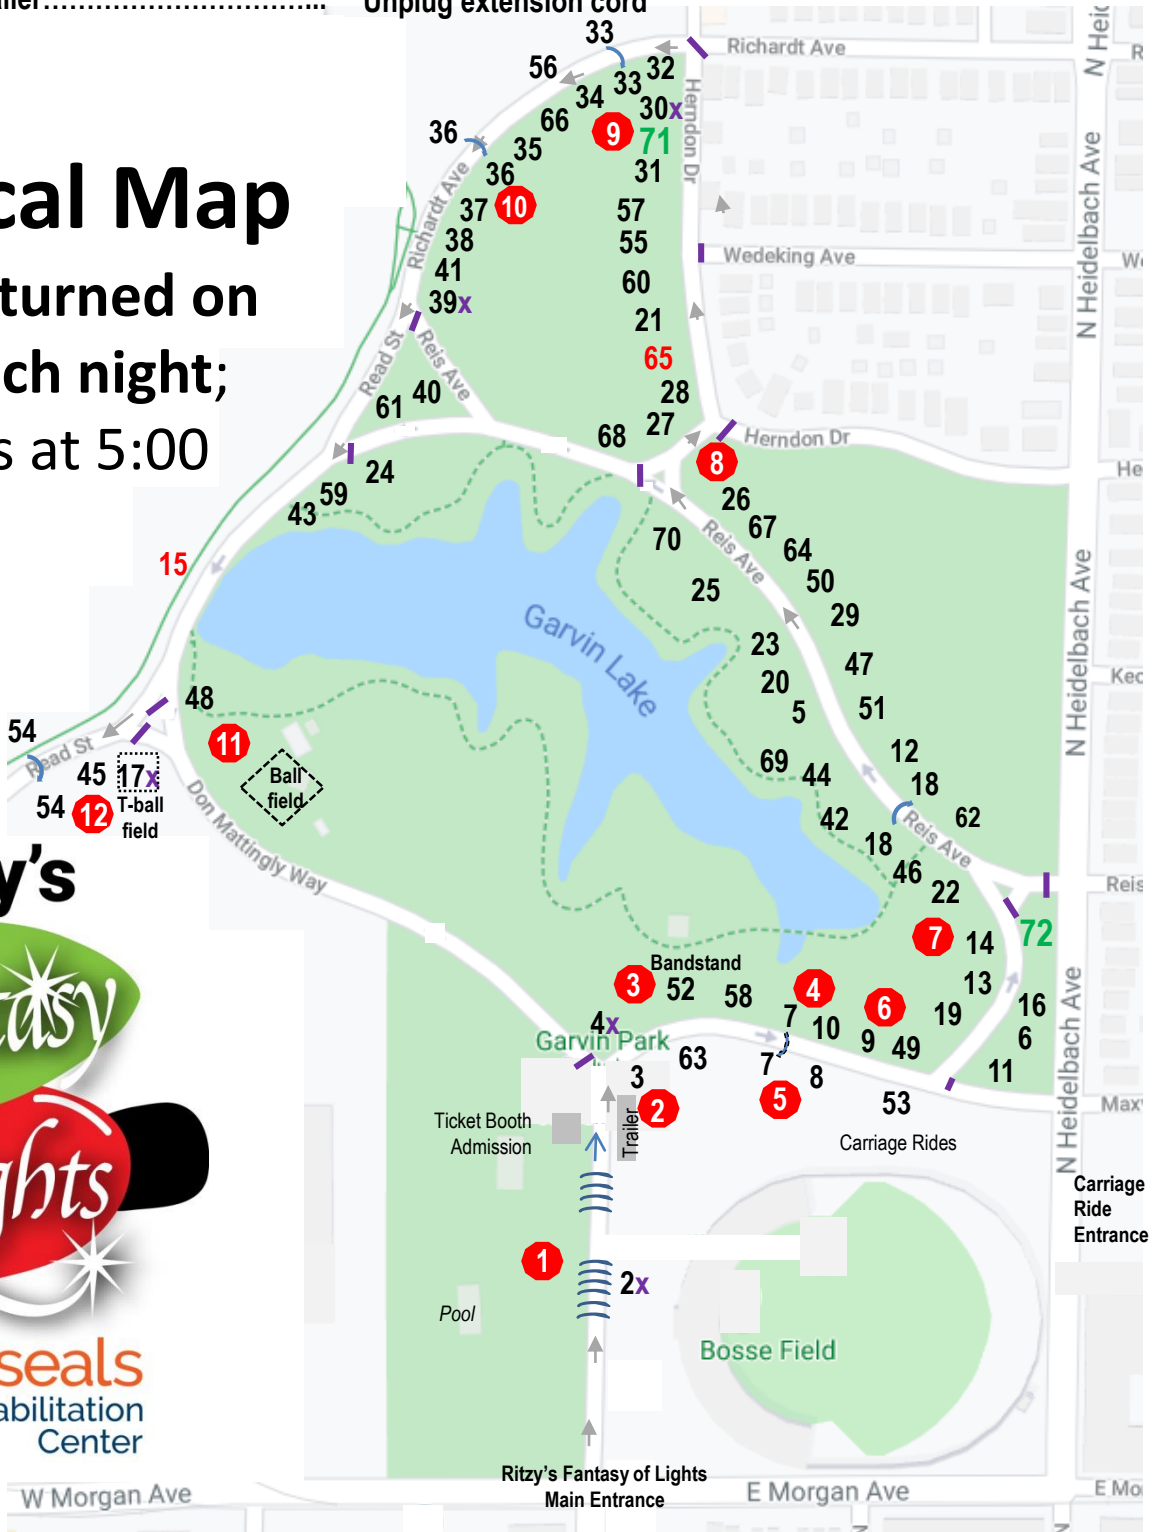 ailer…………………………...
Unplug extension cord
cal Map
turned on
ch night;
s at 5:00
33
56
32
33
34
30x
66
9
71
36
35
31
36
37
10
57
38
55
41
60
39x
21
65
40
28
61
27
68
8
24
26
59
67
43
70
64
15
50
25
29
23
47
20
51
5
48
12
69
44
18
54
11
42
62
45
17x
18
54
12
T-ball
field
Ball
field
46
22
7
14
72
Bandstand
3
52
58
4
13
6
16
19
7
10
4x
6
9
49
63
7
11
3
8
2
5
53
Richardt Ave
Herndon Dr
Richardt Ave
Wedeking Ave
Read St
Reis Ave
Herndon Dr
Reis Ave
Garvin Lake
Read St
Don Mattingly Way
Reis Ave
Reis
Garvin Park
N Heidelbach Ave
N Heidelbach Ave
N Heidelbach Ave
Ticket Booth
Admission
Trailer
Carriage Rides
Carriage
Ride
Entrance
1
2x
Pool
Bosse Field
y's
tasy
ghts
seals
abilitation
Center
Ritzy's Fantasy of Lights
Main Entrance
W Morgan Ave
E Morgan Ave
E Mo